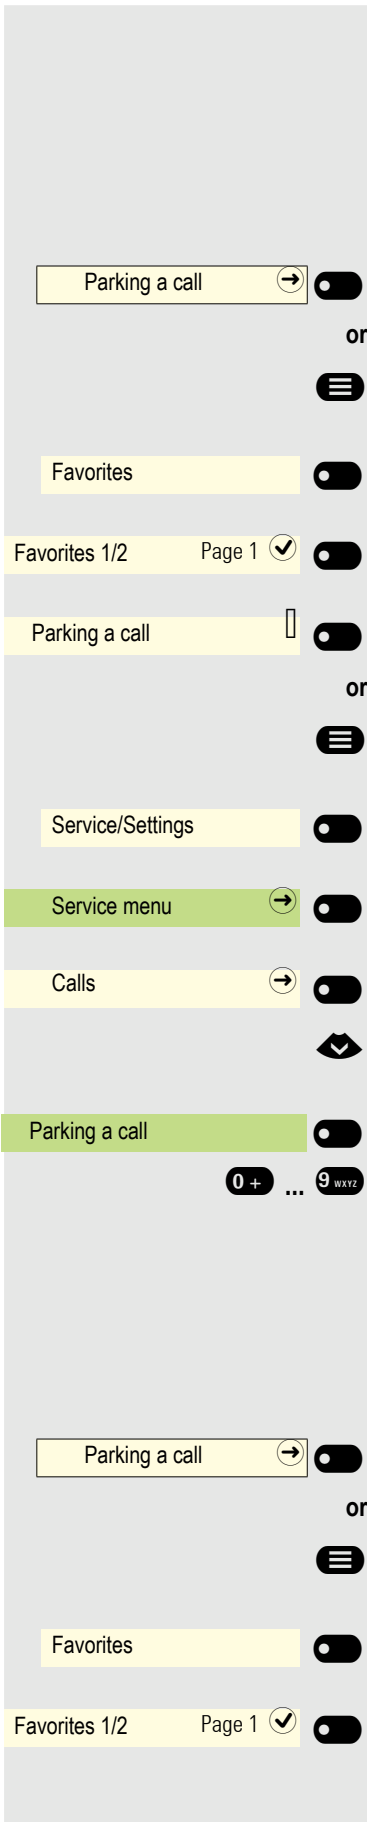 Parking a call
or
Favorites
Favorites 1/2 Page 1
Parking a call
or
Service/Settings
Service menu
Calls
Parking a call
0 + ... 9 WXYZ
Parking a call
or
Favorites
Favorites 1/2 Page 1